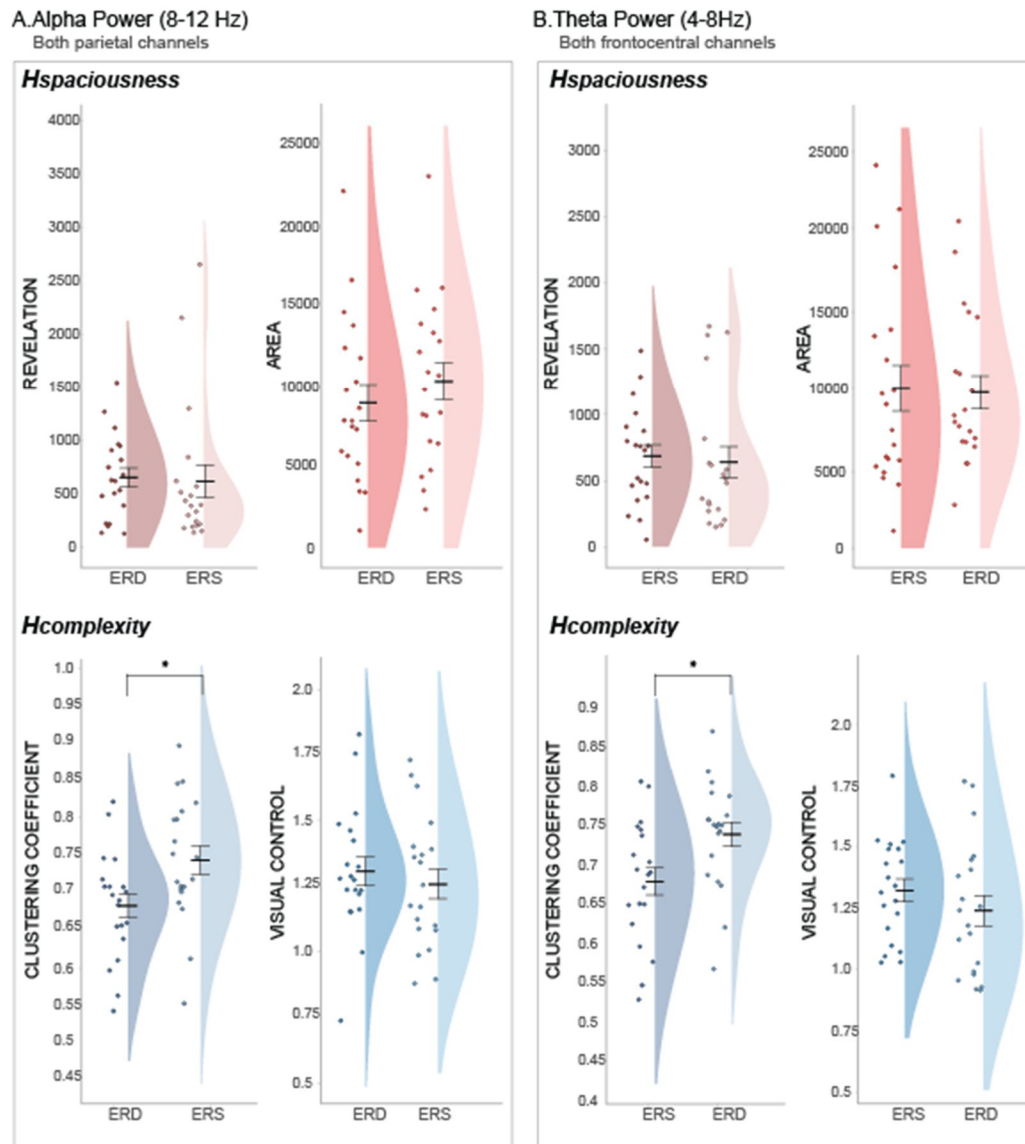 A.Alpha Power (8-12 Hz)
Both parietal channels
Hspaciousness
REVELATION
4000
3500
3000
2500
2000
1500
1000
500
0
ERD ERS
AREA
25000
20000
15000
10000
5000
0
ERD ERS
Hcomplexity
CLUSTERING COEFFICIENT
1.0
0.95
0.9
0.85
0.8
0.75
0.7
0.65
0.6
0.55
0.5
0.45
*
ERD ERS
VISUAL CONTROL
2.0
1.75
1.5
1.25
1.0
0.75
0.5
ERD ERS
B.Theta Power (4-8Hz)
Both frontocentral channels
Hspaciousness
REVELATION
3000
2500
2000
1500
1000
500
0
ERS ERD
AREA
25000
20000
15000
10000
5000
0
ERS ERD
Hcomplexity
CLUSTERING COEFFICIENT
0.9
0.85
0.8
0.75
0.7
0.65
0.6
0.55
0.5
0.45
0.4
*
ERS ERD
VISUAL CONTROL
2.0
1.75
1.5
1.25
1.0
0.75
0.5
ERS ERD